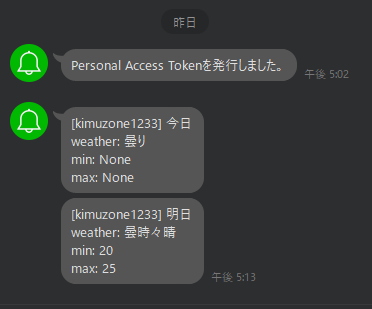 昨日
Personal Access Tokenを発行しました。
午後 5:02
[kimuzone1233] 今日
weather: 曇り
min: None
max: None
[kimuzone1233] 明日
weather: 曇時々晴
min: 20
max: 25
午後 5:13